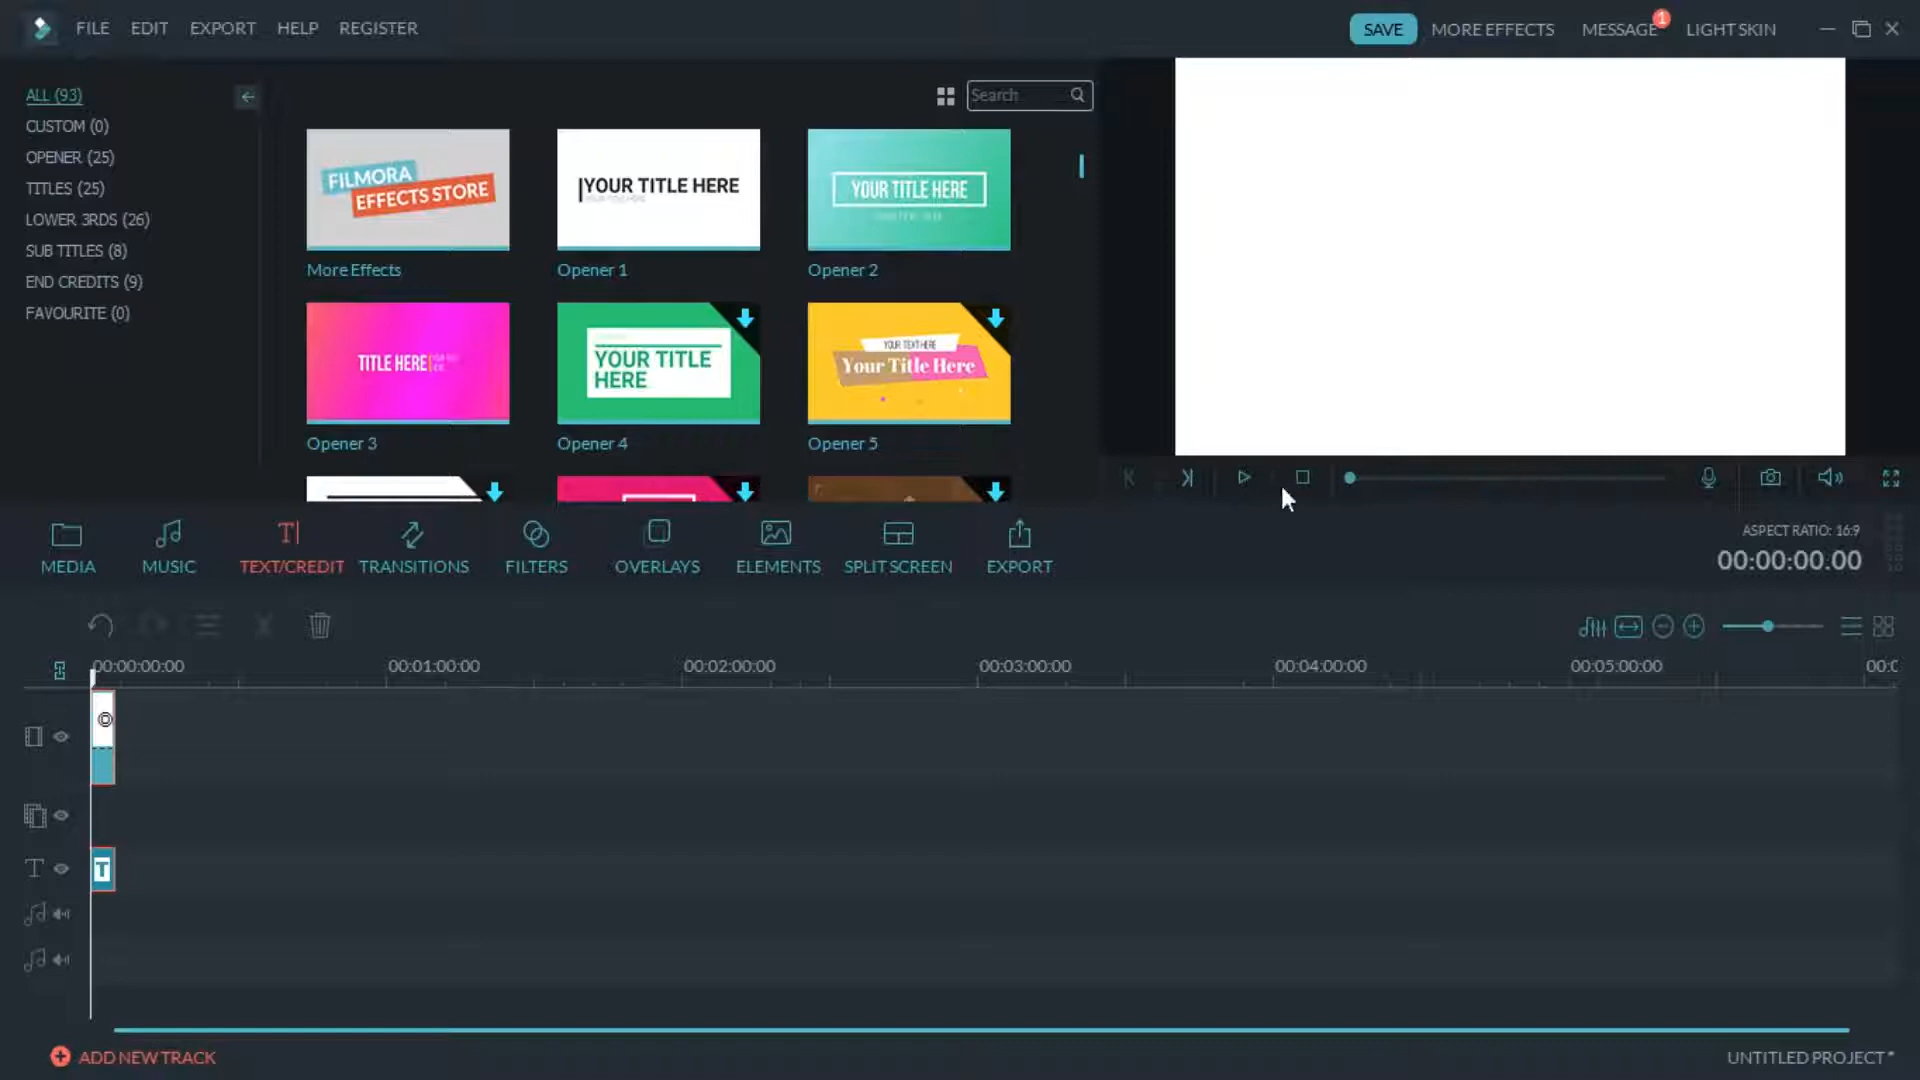 FILE EDIT EXPORT HELP REGISTER
SAVE MORE EFFECTS MESSAGE 1 LIGHT SKIN
ALL (93)
CUSTOM (0)
OPENER (25)
TITLES (25)
LOWER 3RDS (26)
SUB TITLES (8)
END CREDITS (9)
FAVOURITE (0)
Search
FILMORA
EFFECTS STORE
YOUR TITLE HERE
YOUR TITLE HERE
More Effects
Opener 1
Opener 2
TITLE HERE
YOUR TITLE
HERE
YOUR TEXT HERE
Your Title Here
Opener 3
Opener 4
Opener 5
MEDIA
MUSIC
TEXT/CREDIT
TRANSITIONS
FILTERS
OVERLAYS
ELEMENTS
SPLIT SCREEN
EXPORT
ASPECT RATIO: 16:9
00:00:00.00
00:00:00:00
00:01:00:00
00:02:00:00
00:03:00:00
00:04:00:00
00:05:00:00
T
ADD NEW TRACK
UNTITLED PROJECT *